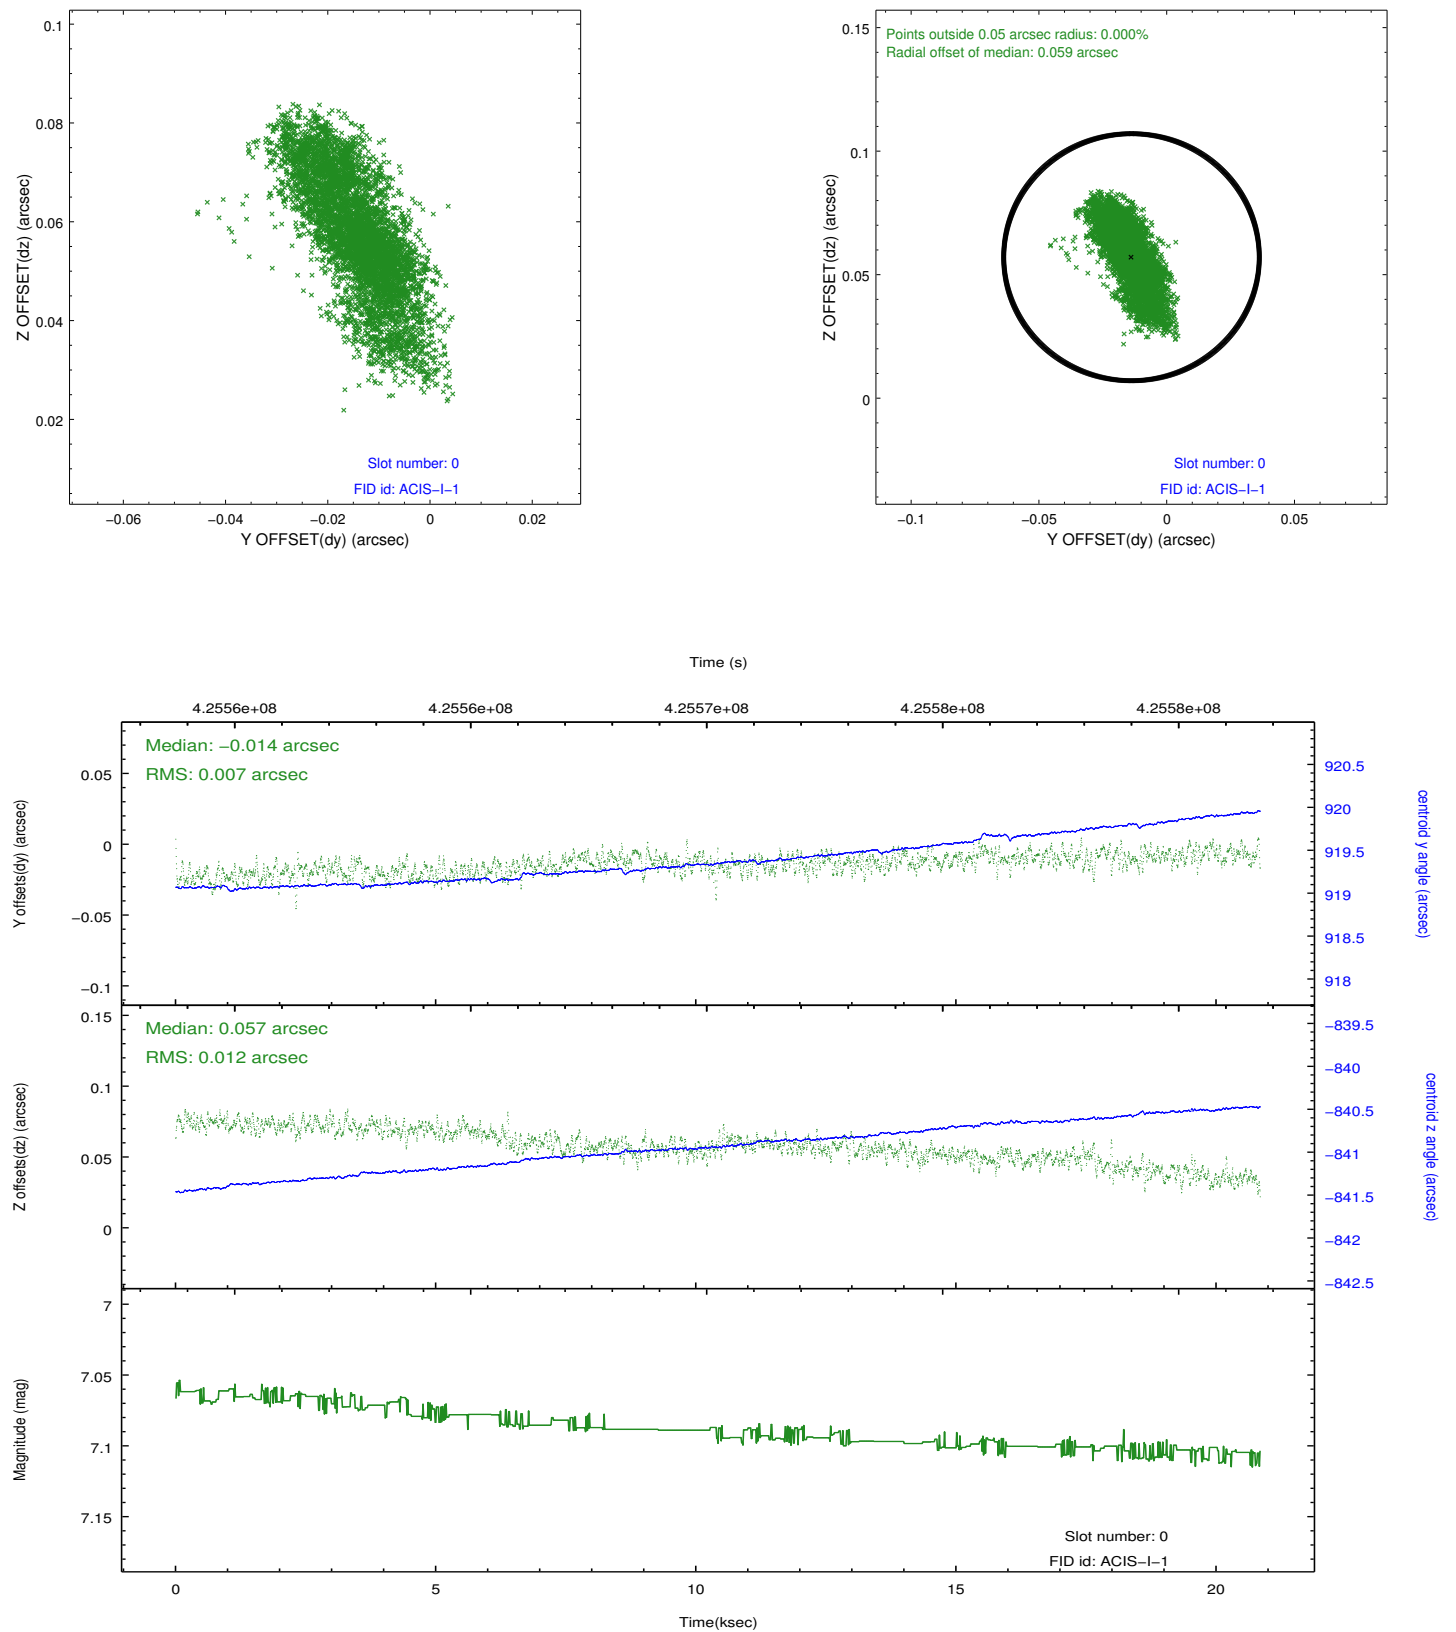 0.1
0.08
0.06
0.04
0.02
Z OFFSET(dz) (arcsec)
Slot number: 0
FID id: ACIS−I−1
−0.06 −0.04 −0.02 0 0.02
Y OFFSET(dy) (arcsec)
0.15
0.1
0.05
0
Z OFFSET(dz) (arcsec)
Points outside 0.05 arcsec radius: 0.000%
Radial offset of median: 0.059 arcsec
Slot number: 0
FID id: ACIS−I−1
−0.1 −0.05 0 0.05
Y OFFSET(dy) (arcsec)
Time (s)
4.2556e+08 4.2556e+08 4.2557e+08 4.2558e+08 4.2558e+08
Median: −0.014 arcsec
RMS: 0.007 arcsec
0.05
0
−0.05
−0.1
Y offsets(dy) (arcsec)
920.5
920
919.5
919
918.5
918
centroid y angle (arcsec)
Median: 0.057 arcsec
RMS: 0.012 arcsec
0.15
0.1
0.05
0
Z offsets(dz) (arcsec)
−839.5
−840
−840.5
−841
−841.5
−842
−842.5
centroid z angle (arcsec)
7
7.05
7.1
7.15
Magnitude (mag)
Slot number: 0
FID id: ACIS−I−1
0 5 10 15 20
Time(ksec)